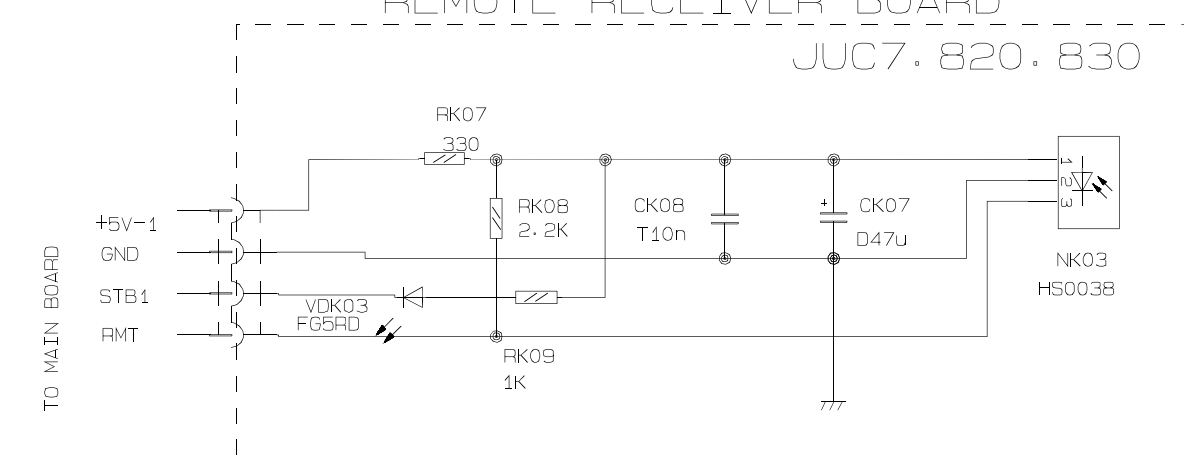 REMOTE RECEIVER BOARD
JUC7.820.830
RK07
330
1
2
3
RK08
2.2K
CK08
T10n
+
CK07
D47u
+5V-1
GND
STB1
RMT
TO MAIN BOARD
VDK03
FG5RD
NK03
HS0038
RK09
1K